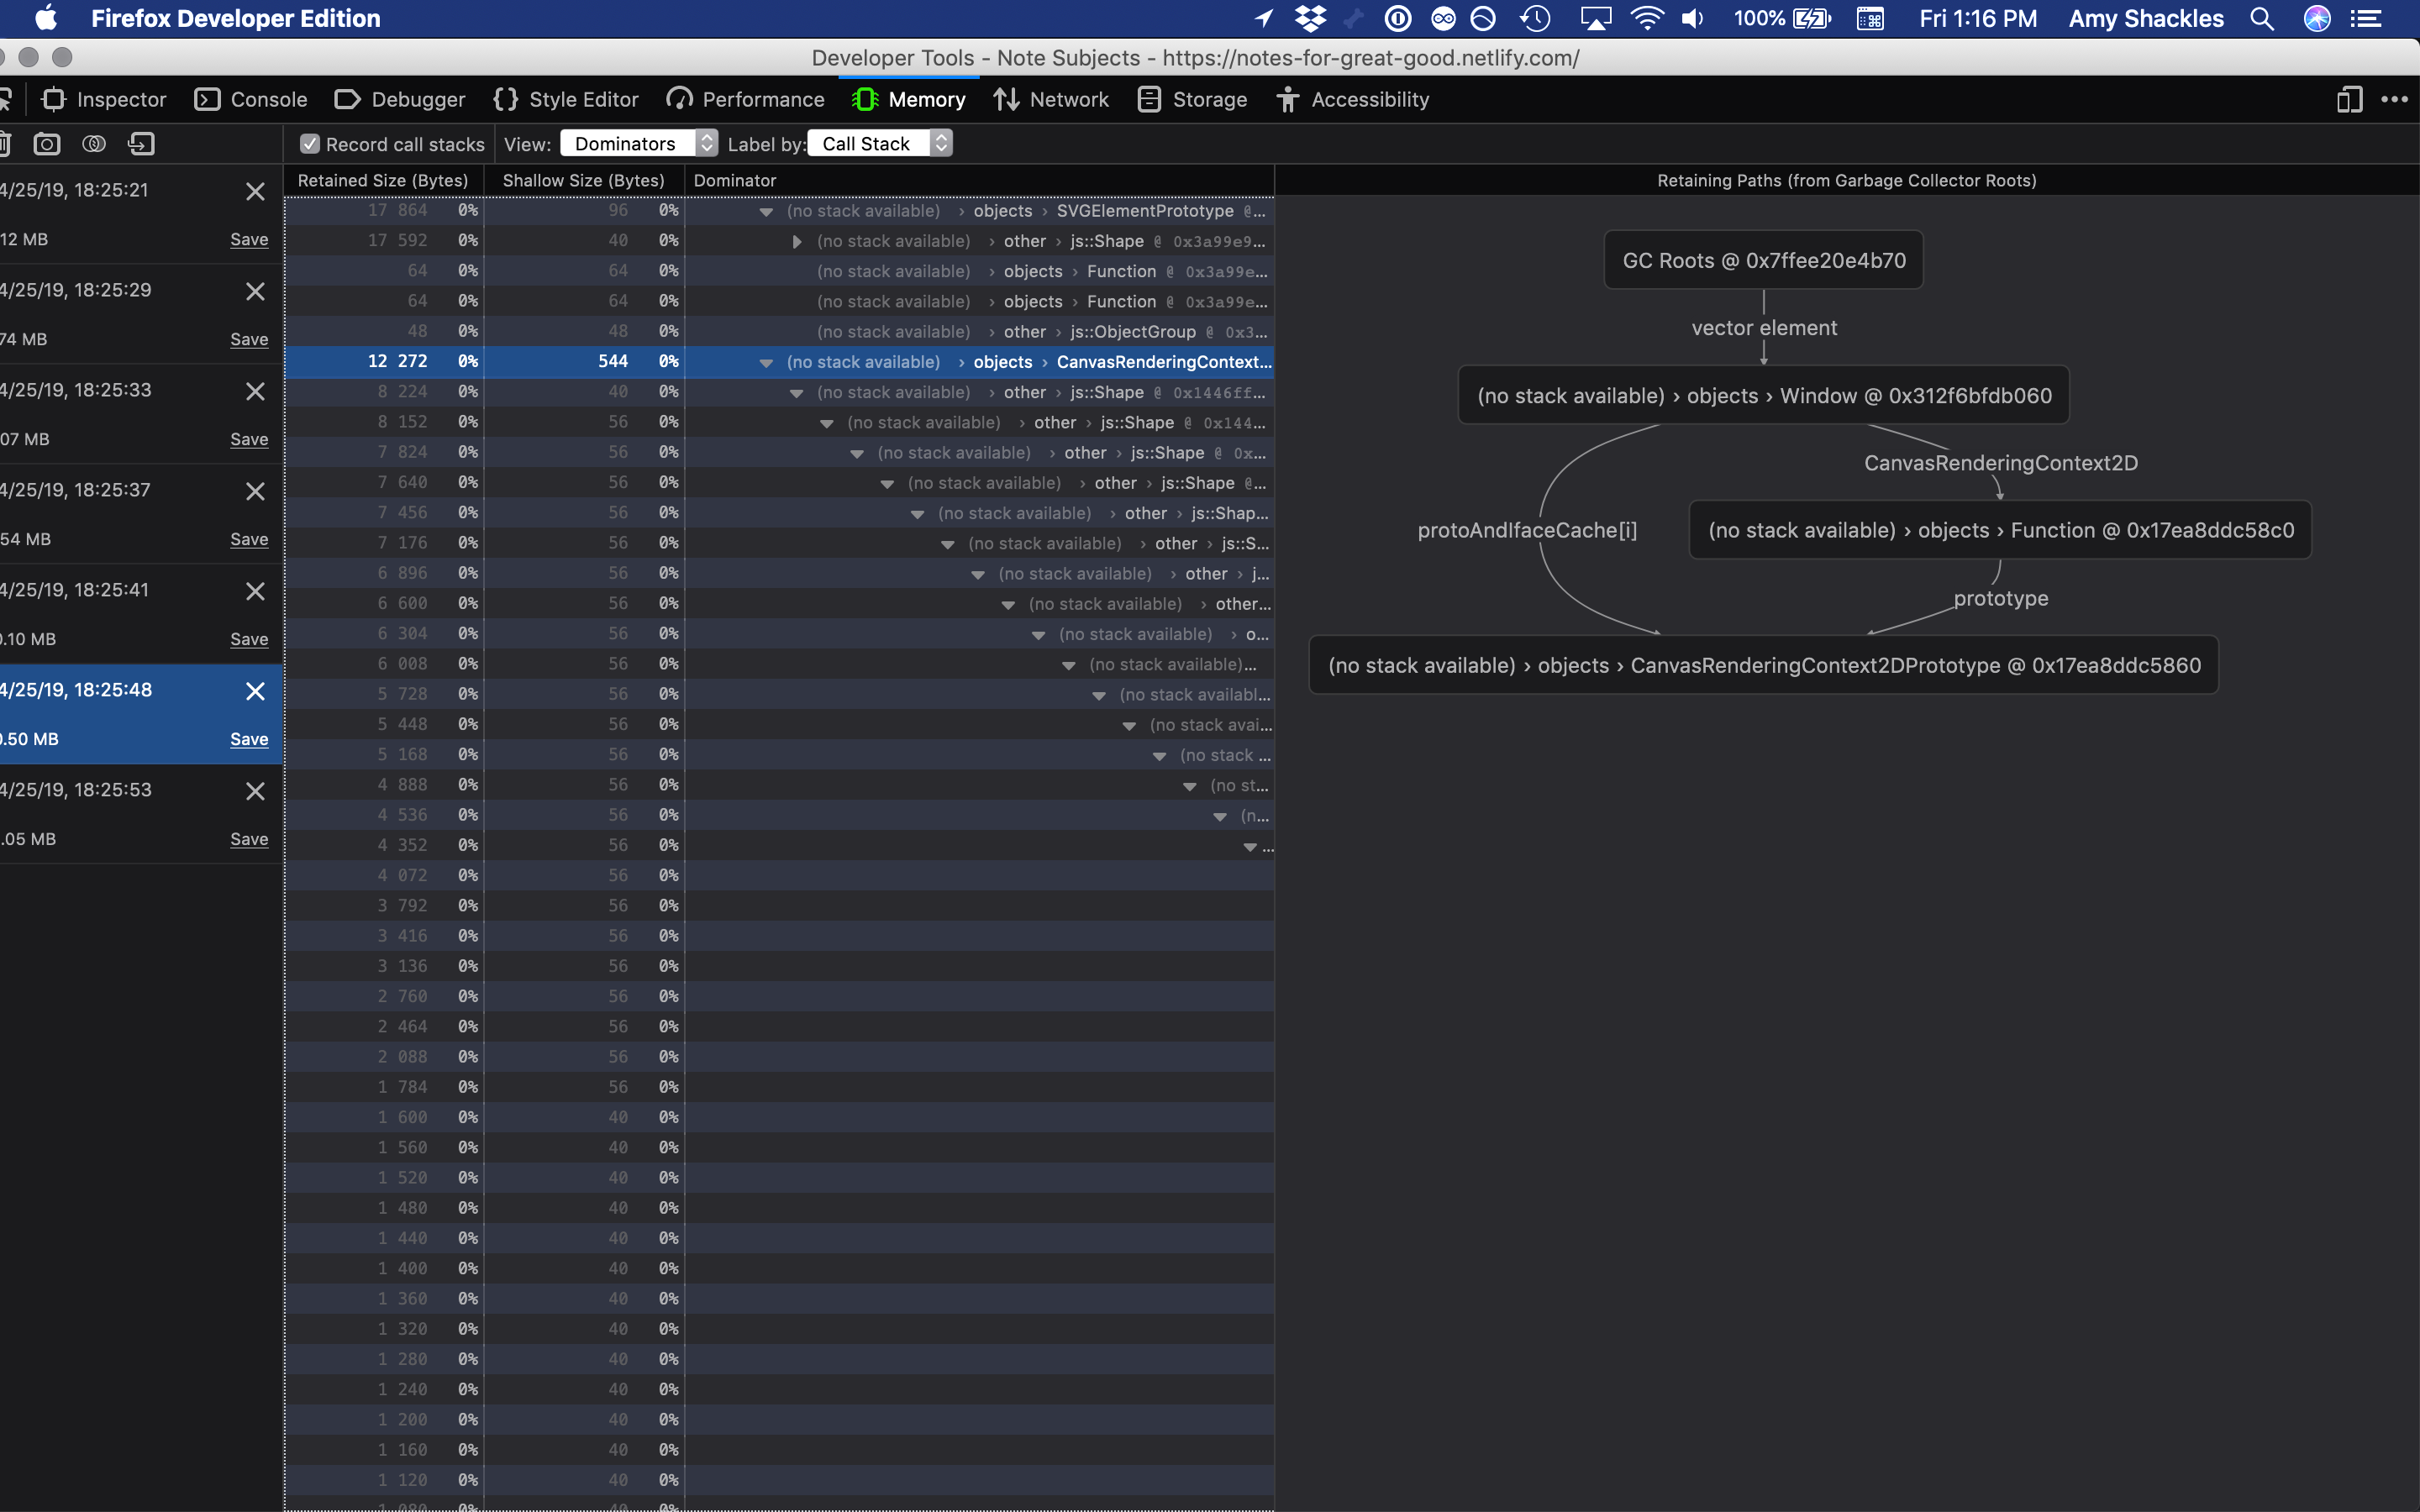 Firefox Developer Edition
100%
Fri 1:16 PM
Amy Shackles
Developer Tools - Note Subjects - https://notes-for-great-good.netlify.com/
Inspector
Console
Debugger
Style Editor
Performance
Memory
Network
Storage
Accessibility
Record call stacks
View: Dominators
Label by: Call Stack
4/25/19, 18:25:21
12 MB Save
4/25/19, 18:25:29
74 MB Save
4/25/19, 18:25:33
07 MB Save
4/25/19, 18:25:37
54 MB Save
4/25/19, 18:25:41
0.10 MB Save
4/25/19, 18:25:48
0.50 MB Save
4/25/19, 18:25:53
.05 MB Save
Retained Size (Bytes) Shallow Size (Bytes) Dominator
17 864 0% 96 0% (no stack available) › objects › SVGElementPrototype @...
17 592 0% 40 0% (no stack available) › other › js::Shape @ 0x3a99e9...
64 0% 64 0% (no stack available) › objects › Function @ 0x3a99e...
64 0% 64 0% (no stack available) › objects › Function @ 0x3a99e...
48 0% 48 0% (no stack available) › other › js::ObjectGroup @ 0x3...
12 272 0% 544 0% (no stack available) › objects › CanvasRenderingContext...
8 224 0% 40 0% (no stack available) › other › js::Shape @ 0x1446ff...
8 152 0% 56 0% (no stack available) › other › js::Shape @ 0x144...
7 824 0% 56 0% (no stack available) › other › js::Shape @ 0x...
7 640 0% 56 0% (no stack available) › other › js::Shape @...
7 456 0% 56 0% (no stack available) › other › js::Shap...
7 176 0% 56 0% (no stack available) › other › js::S...
6 896 0% 56 0% (no stack available) › other › j...
6 600 0% 56 0% (no stack available) › other...
6 304 0% 56 0% (no stack available) › o...
6 008 0% 56 0% (no stack available)...
5 728 0% 56 0% (no stack availabl...
5 448 0% 56 0% (no stack avai...
5 168 0% 56 0% (no stack ...
4 888 0% 56 0% (no st...
4 536 0% 56 0% (n...
4 352 0% 56 0% ...
4 072 0% 56 0%
3 792 0% 56 0%
3 416 0% 56 0%
3 136 0% 56 0%
2 760 0% 56 0%
2 464 0% 56 0%
2 088 0% 56 0%
1 784 0% 56 0%
1 600 0% 40 0%
1 560 0% 40 0%
1 520 0% 40 0%
1 480 0% 40 0%
1 440 0% 40 0%
1 400 0% 40 0%
1 360 0% 40 0%
1 320 0% 40 0%
1 280 0% 40 0%
1 240 0% 40 0%
1 200 0% 40 0%
1 160 0% 40 0%
1 120 0% 40 0%
1 080 0% 40 0%
Retaining Paths (from Garbage Collector Roots)
GC Roots @ 0x7ffee20e4b70
vector element
(no stack available) › objects › Window @ 0x312f6bfdb060
CanvasRenderingContext2D
protoAndIfaceCache[i]
(no stack available) › objects › Function @ 0x17ea8ddc58c0
prototype
(no stack available) › objects › CanvasRenderingContext2DPrototype @ 0x17ea8ddc5860